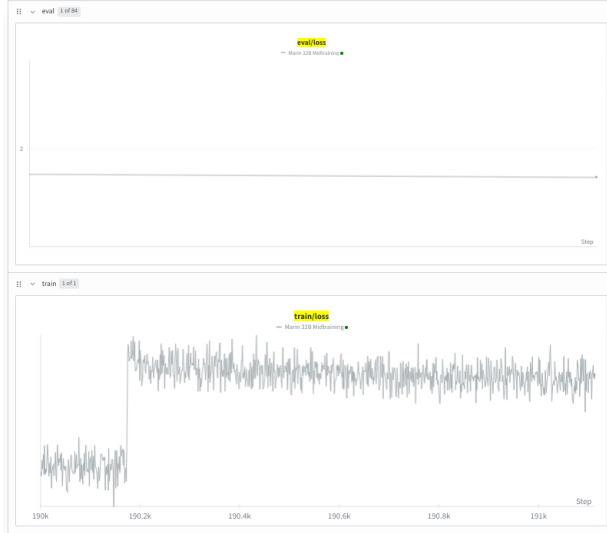 eval 1 of 84
eval/loss
Marin 32B Midtraining
2
Step
train 1 of 1
train/loss
Marin 32B Midtraining
Step
190k 190.2k 190.4k 190.6k 190.8k 191k